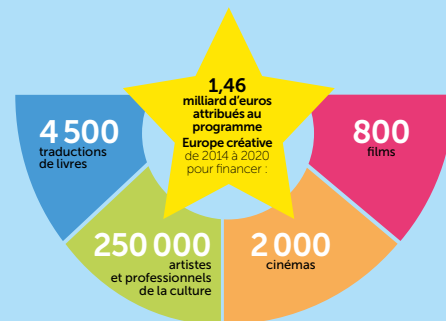 1,46
milliard d'euros
attribués au
programme
Europe créative
de 2014 à 2020
pour financer :
4 500
traductions
de livres
800
films
250 000
artistes
et professionnels
de la culture
2 000
cinémas